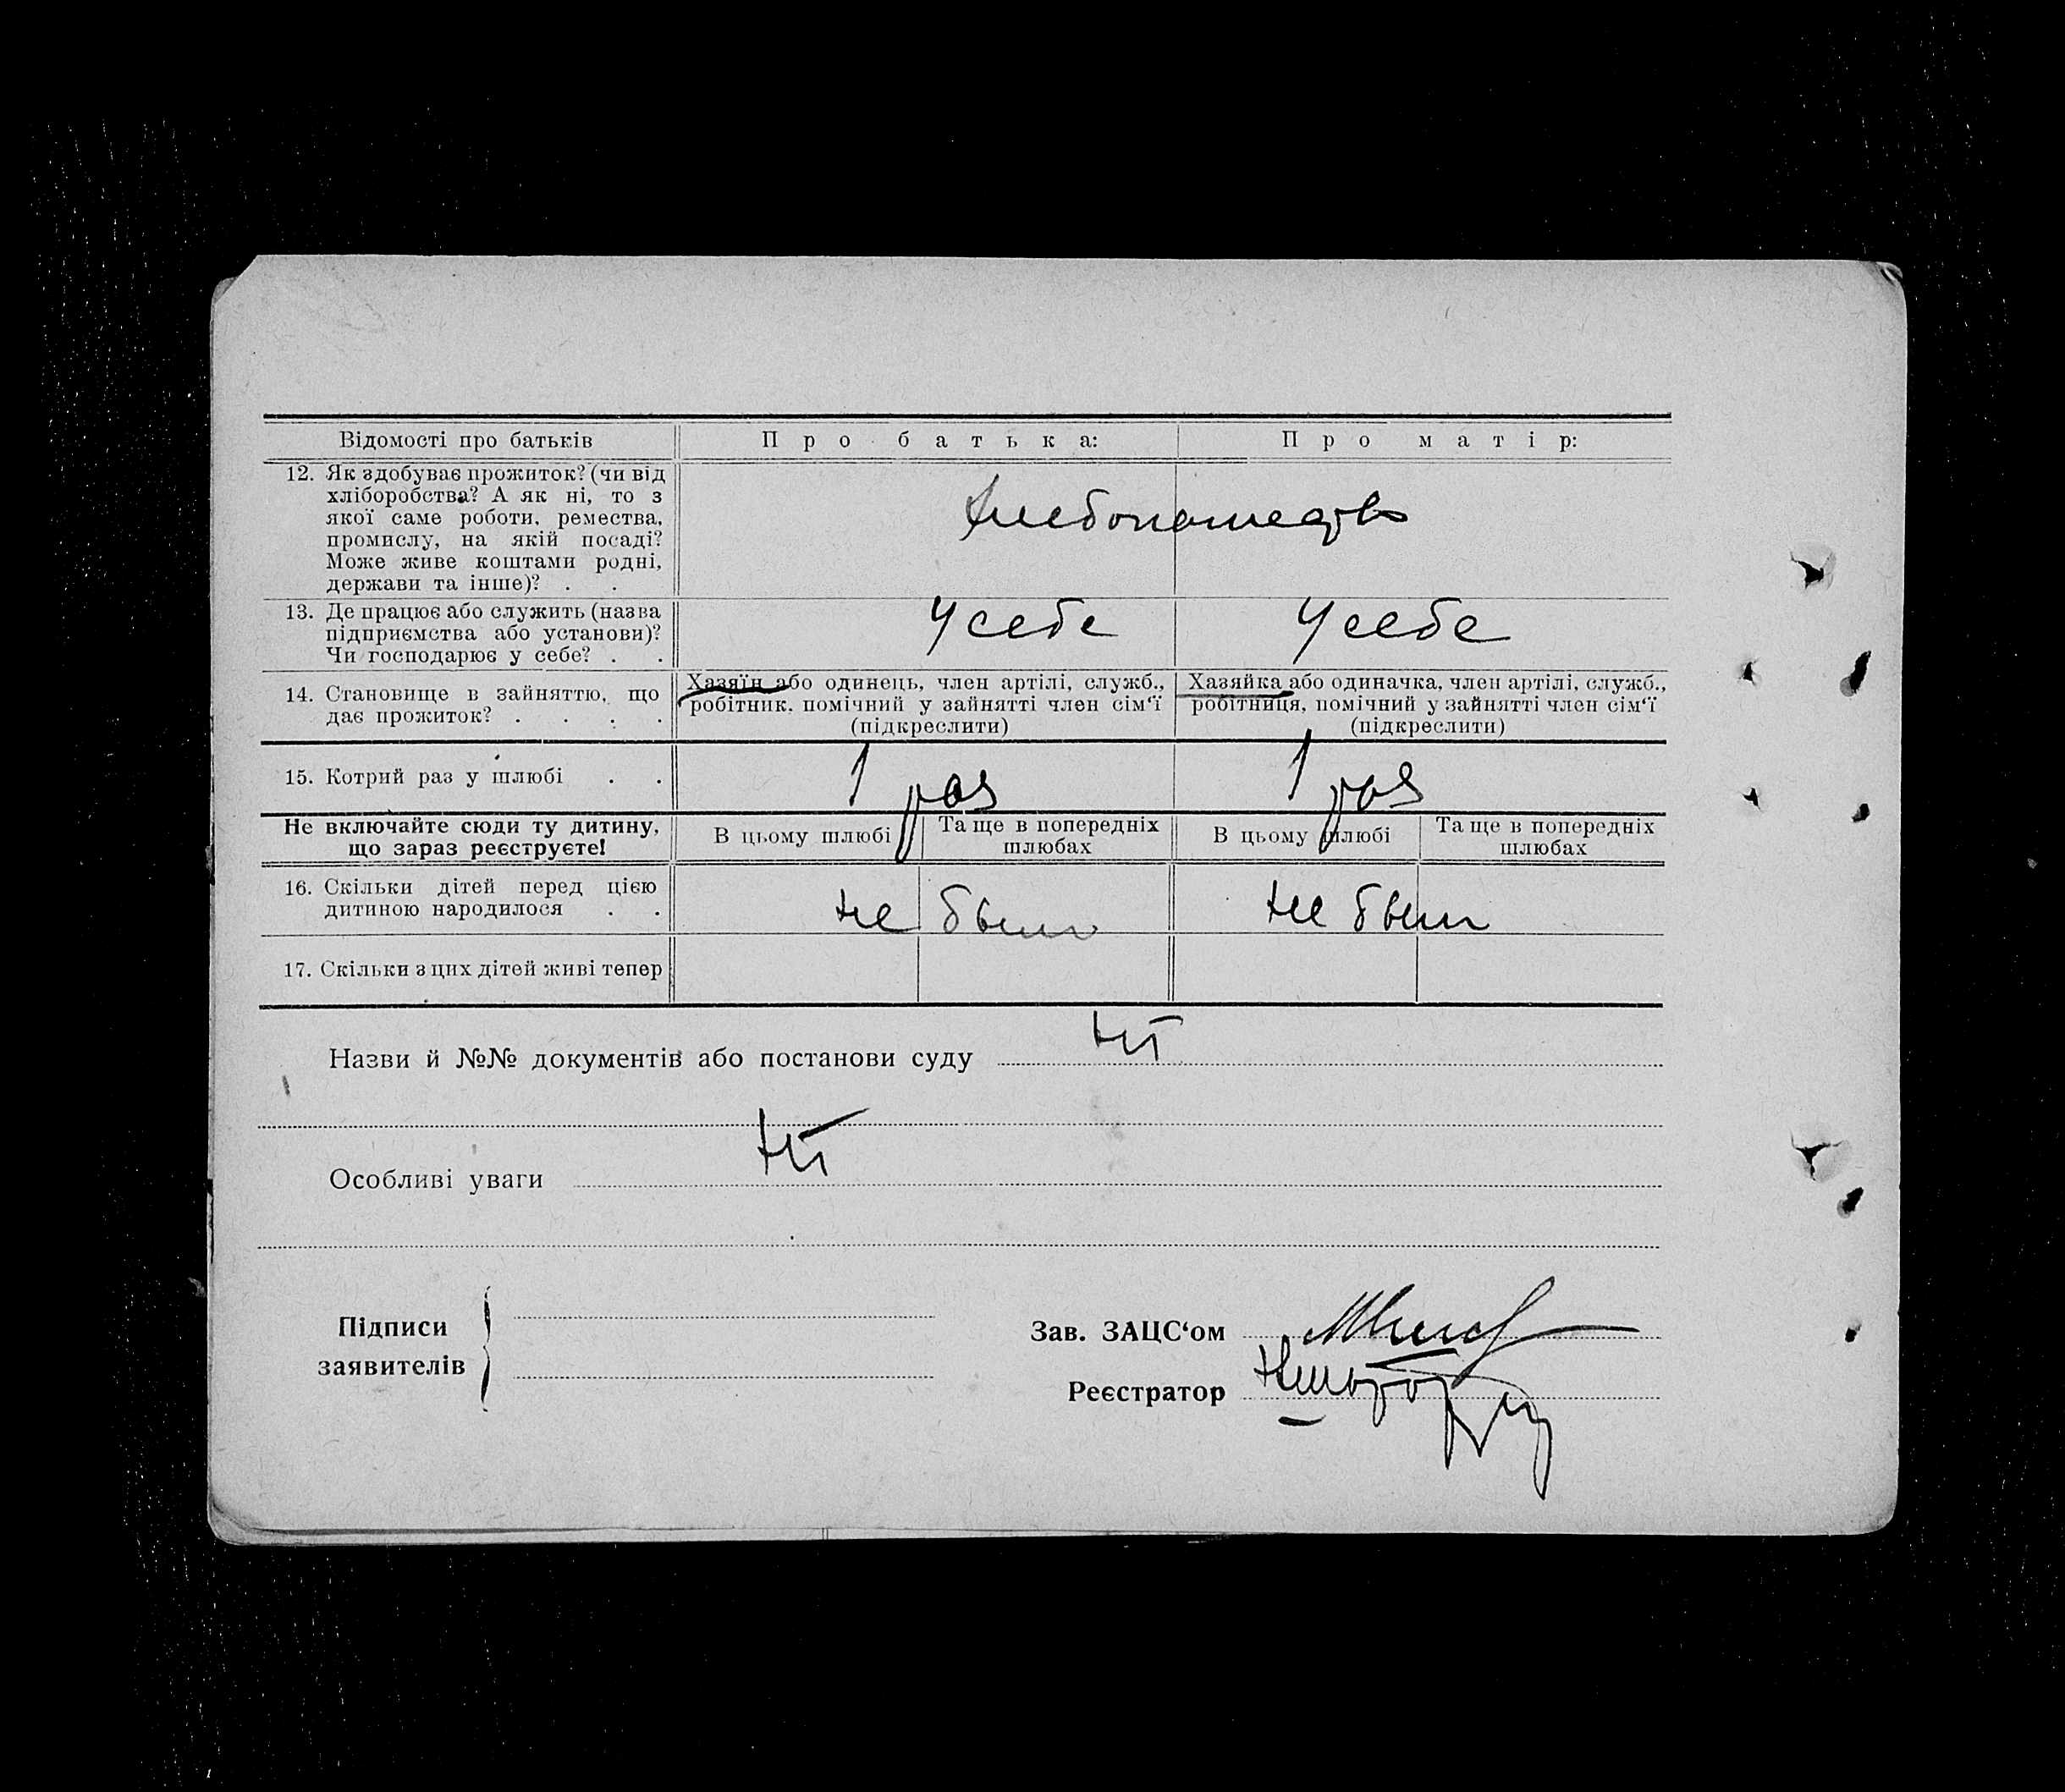 Відомості про батьків
Про батька:
Про матір:
12. Як здобуває прожиток? (чи від
хліборобства? А як ні, то з
якої саме роботи, ремества,
промислу, на якій посаді?
Може живе коштами родні,
держави та інше)? . .
13. Де працює або служить (назва
підприємства або установи)?
Чи господарює у себе? . .
У себе
У себе
14. Становище в зайняттю, що
дає прожиток? . . . .
Хазяїн або одинець, член артілі, служб.,
робітник, помічний у зайнятті член сім'ї
(підкреслити)
Хазяйка або одиначка, член артілі, служб.,
робітниця, помічний у зайнятті член сім'ї
(підкреслити)
15. Котрий раз у шлюбі . .
1 раз
1 раз
Не включайте сюди ту дитину,
що зараз реєструєте!
В цьому шлюбі
Та ще в попередніх
шлюбах
В цьому шлюбі
Та ще в попередніх
шлюбах
16. Скільки дітей перед цією
дитиною народилося . .
не было
не было
17. Скільки з цих дітей живі тепер
Назви й №№ документів або постанови суду
Особливі уваги
Підписи
заявителів
Зав. ЗАЦС'ом
Реєстратор